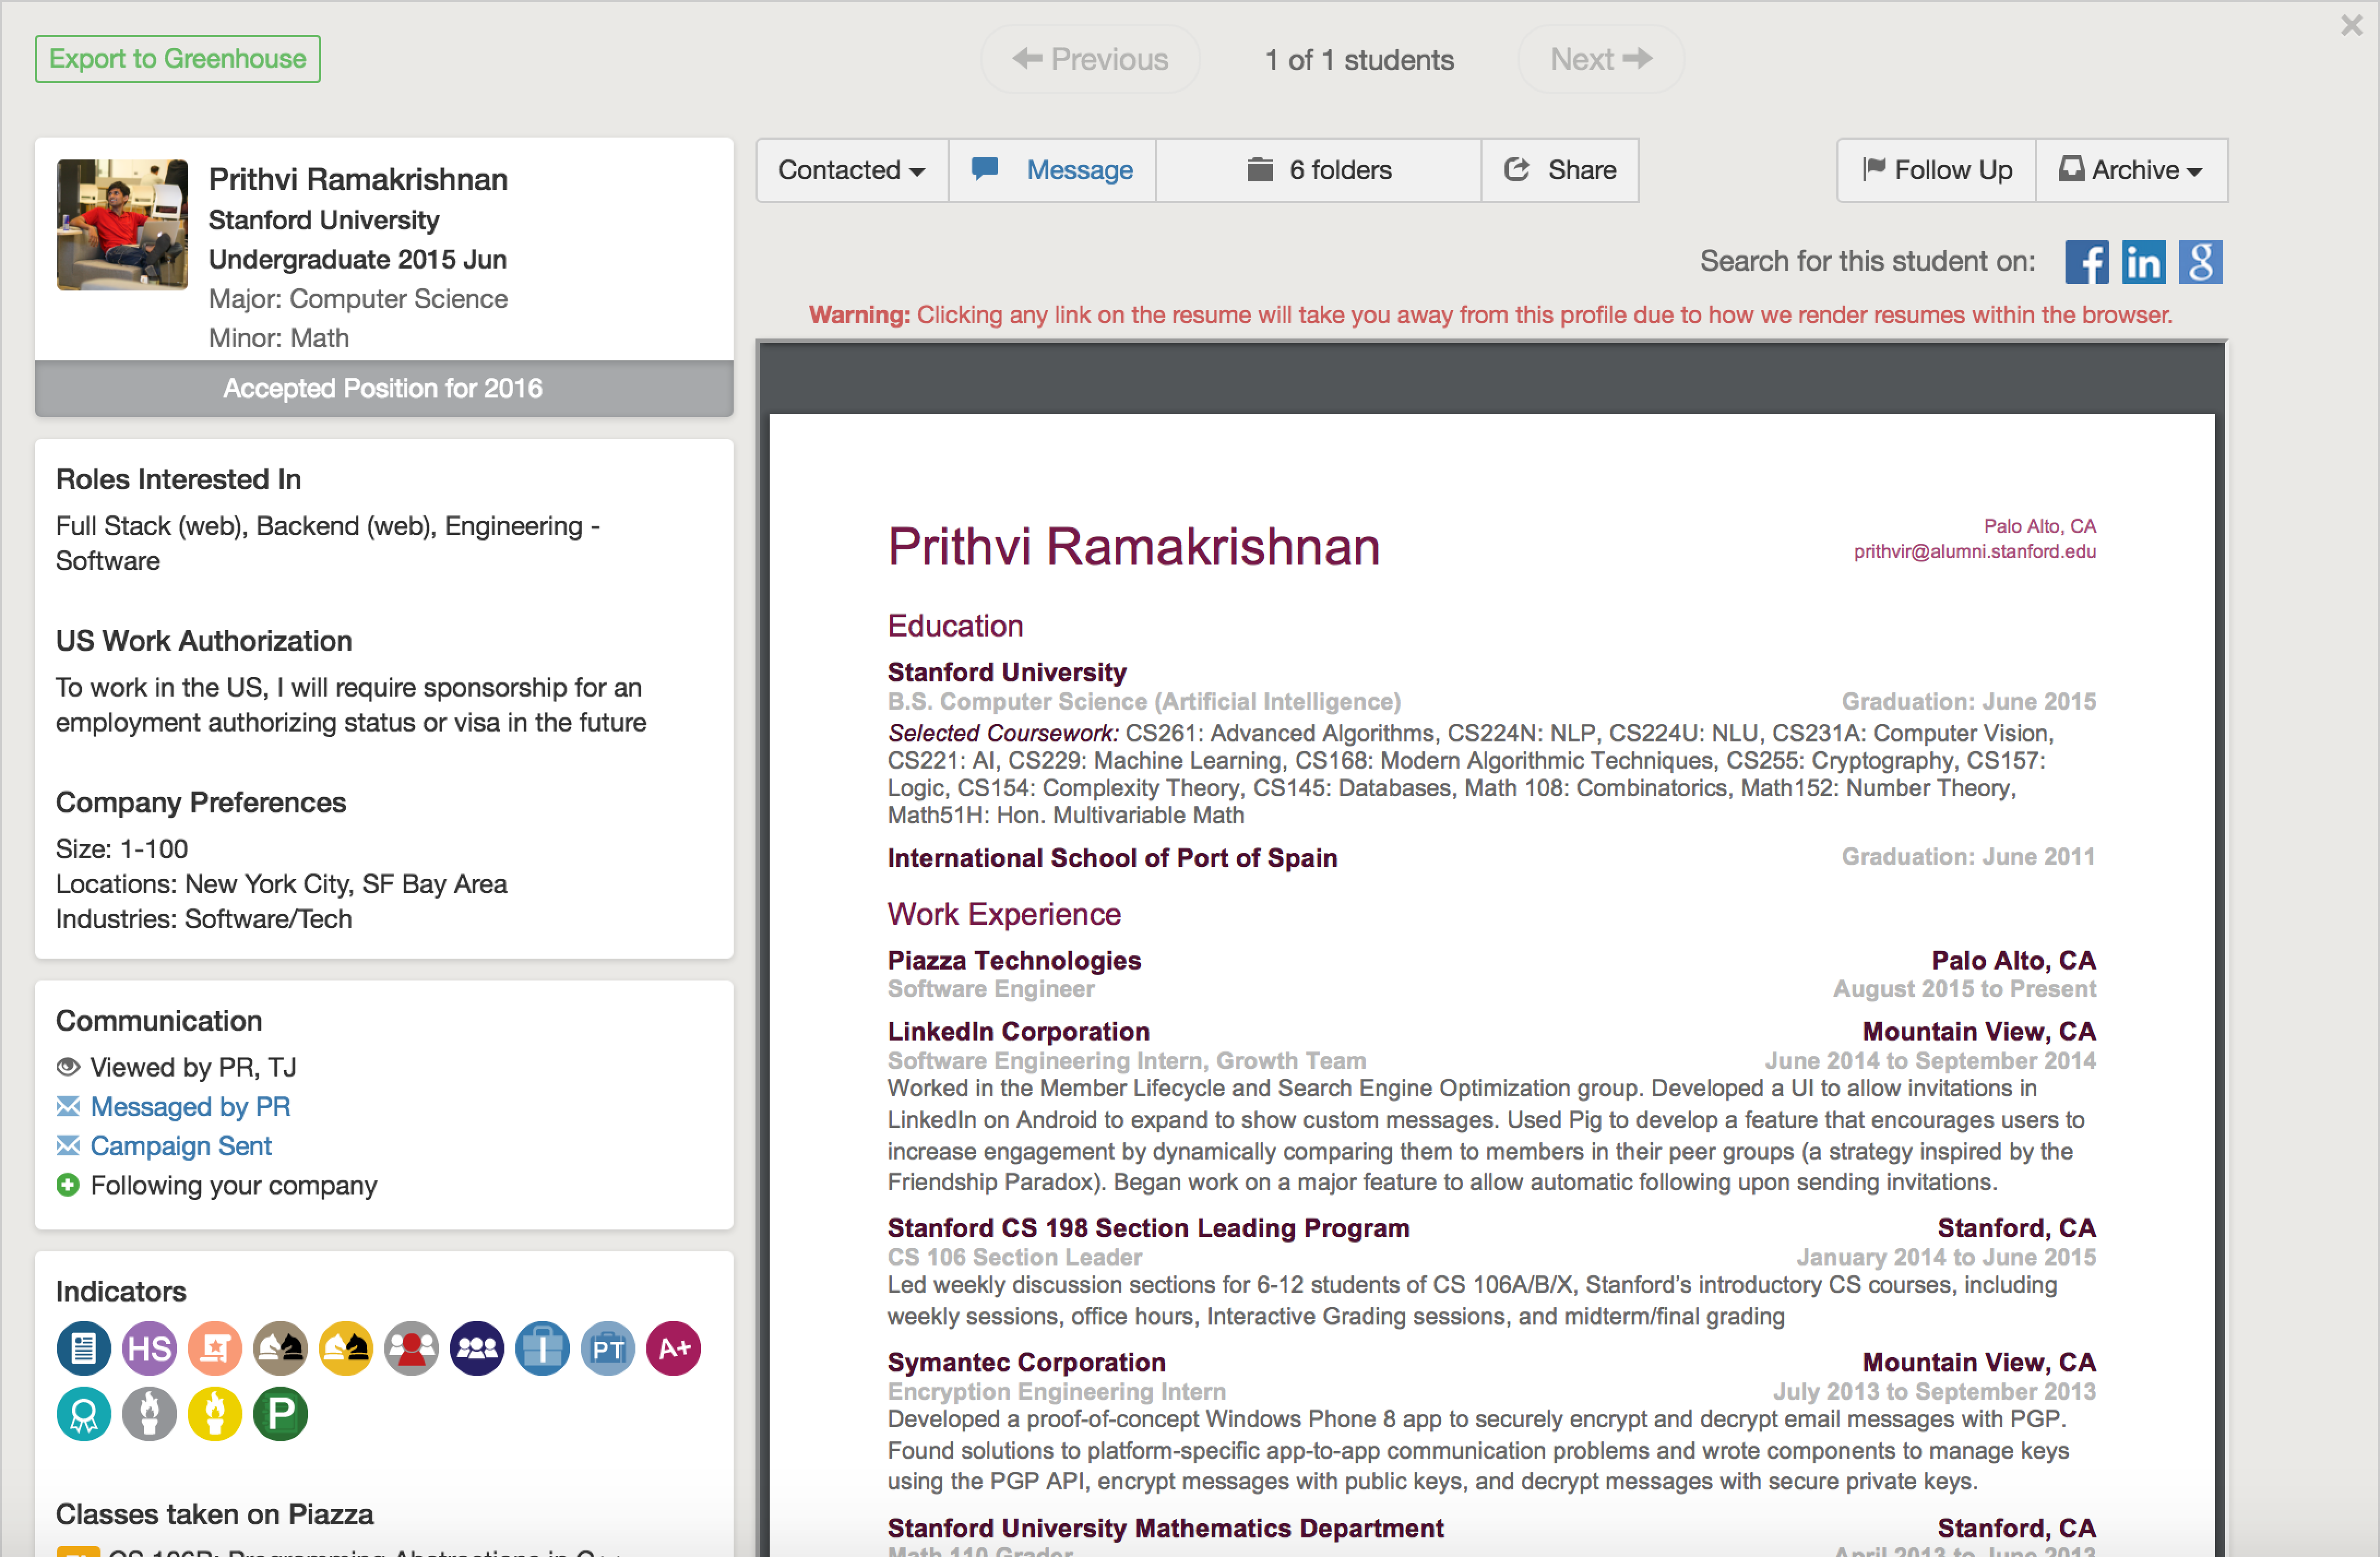 Export to Greenhouse
Previous
1 of 1 students
Next
Prithvi Ramakrishnan
Stanford University
Undergraduate 2015 Jun
Major: Computer Science
Minor: Math
Accepted Position for 2016
Roles Interested In
Full Stack (web), Backend (web), Engineering -
Software
US Work Authorization
To work in the US, I will require sponsorship for an
employment authorizing status or visa in the future
Company Preferences
Size: 1-100
Locations: New York City, SF Bay Area
Industries: Software/Tech
Communication
Viewed by PR, TJ
Messaged by PR
Campaign Sent
Following your company
Indicators
HS
I
PT
A+
P
Classes taken on Piazza
Contacted
Message
6 folders
Share
Follow Up
Archive
Search for this student on:
f
in
g
Warning: Clicking any link on the resume will take you away from this profile due to how we render resumes within the browser.
Prithvi Ramakrishnan
Palo Alto, CA
prithvir@alumni.stanford.edu
Education
Stanford University
B.S. Computer Science (Artificial Intelligence)
Graduation: June 2015
Selected Coursework: CS261: Advanced Algorithms, CS224N: NLP, CS224U: NLU, CS231A: Computer Vision,
CS221: AI, CS229: Machine Learning, CS168: Modern Algorithmic Techniques, CS255: Cryptography, CS157:
Logic, CS154: Complexity Theory, CS145: Databases, Math 108: Combinatorics, Math152: Number Theory,
Math51H: Hon. Multivariable Math
International School of Port of Spain
Graduation: June 2011
Work Experience
Piazza Technologies
Palo Alto, CA
Software Engineer
August 2015 to Present
LinkedIn Corporation
Mountain View, CA
Software Engineering Intern, Growth Team
June 2014 to September 2014
Worked in the Member Lifecycle and Search Engine Optimization group. Developed a UI to allow invitations in
LinkedIn on Android to expand to show custom messages. Used Pig to develop a feature that encourages users to
increase engagement by dynamically comparing them to members in their peer groups (a strategy inspired by the
Friendship Paradox). Began work on a major feature to allow automatic following upon sending invitations.
Stanford CS 198 Section Leading Program
Stanford, CA
CS 106 Section Leader
January 2014 to June 2015
Led weekly discussion sections for 6-12 students of CS 106A/B/X, Stanford's introductory CS courses, including
weekly sessions, office hours, Interactive Grading sessions, and midterm/final grading
Symantec Corporation
Mountain View, CA
Encryption Engineering Intern
July 2013 to September 2013
Developed a proof-of-concept Windows Phone 8 app to securely encrypt and decrypt email messages with PGP.
Found solutions to platform-specific app-to-app communication problems and wrote components to manage keys
using the PGP API, encrypt messages with public keys, and decrypt messages with secure private keys.
Stanford University Mathematics Department
Stanford, CA
Math 110 Grader
April 2013 to June 2013